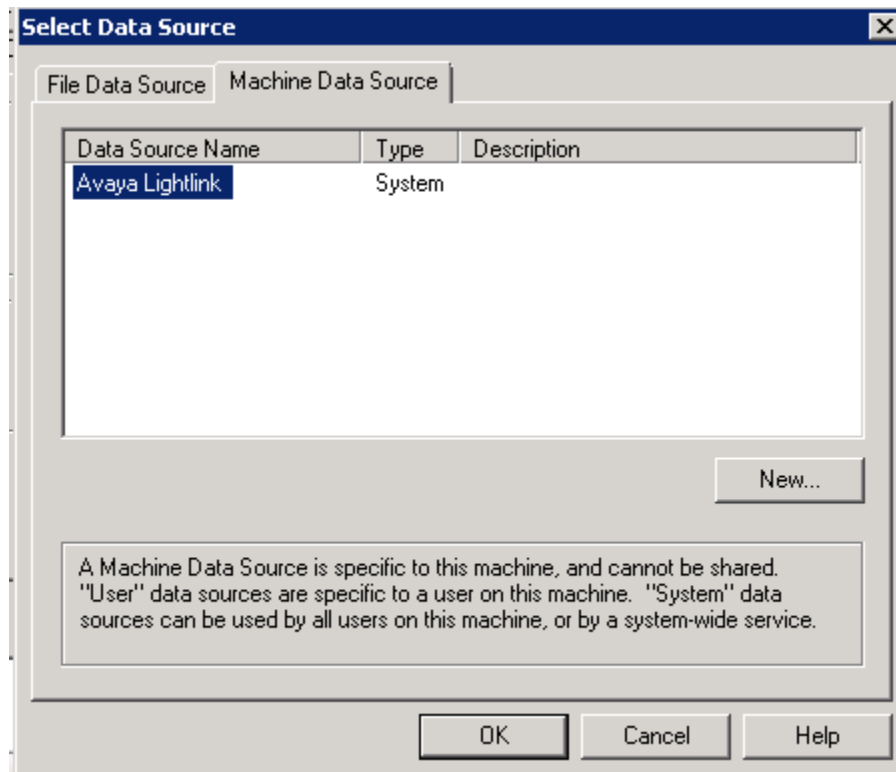 Select Data Source
File Data Source Machine Data Source
Data Source Name Type Description
Avaya Lightlink System
New...
A Machine Data Source is specific to this machine, and cannot be shared.
"User" data sources are specific to a user on this machine.  "System" data
sources can be used by all users on this machine, or by a system-wide service.
OK Cancel Help